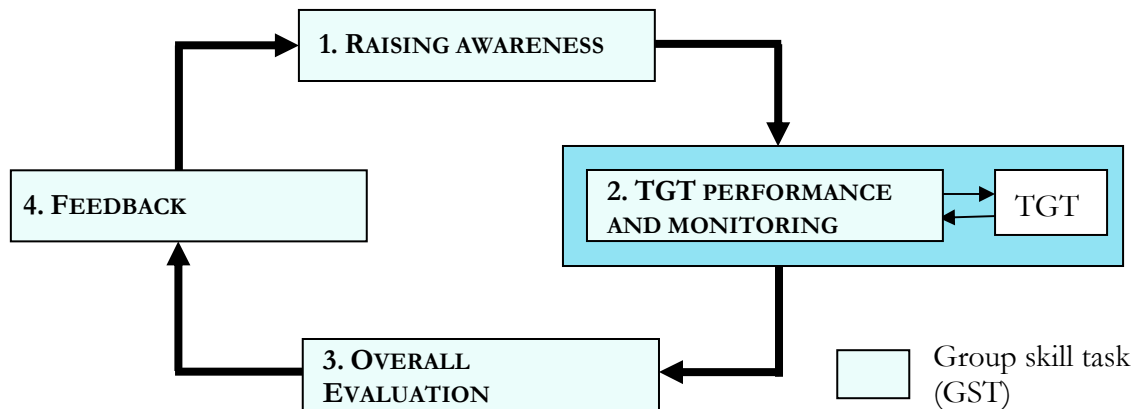 1. RAISING AWARENESS
2. TGT PERFORMANCE
AND MONITORING
TGT
4. FEEDBACK
3. OVERALL
EVALUATION
Group skill task
(GST)